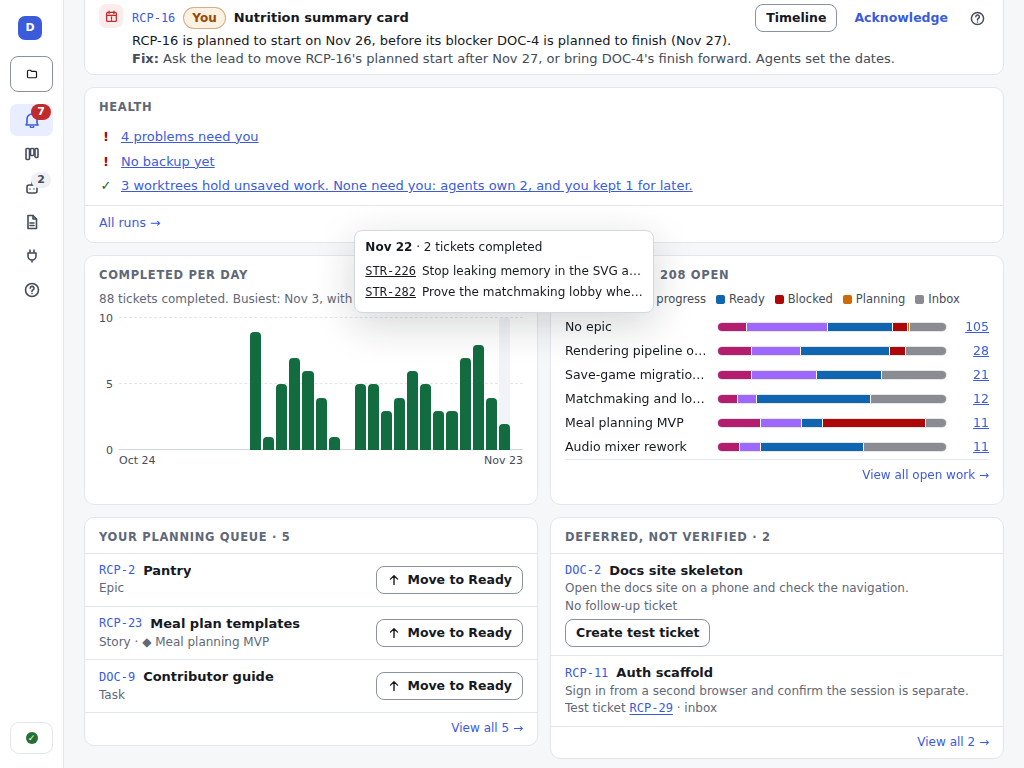 D
7
2
RCP-16 You Nutrition summary card
Timeline
Acknowledge
RCP-16 is planned to start on Nov 26, before its blocker DOC-4 is planned to finish (Nov 27).
Fix: Ask the lead to move RCP-16's planned start after Nov 27, or bring DOC-4's finish forward. Agents set the dates.
HEALTH
! 4 problems need you
! No backup yet
✓ 3 worktrees hold unsaved work. None need you: agents own 2, and you kept 1 for later.
All runs →
Nov 22 · 2 tickets completed
STR-226 Stop leaking memory in the SVG a…
STR-282 Prove the matchmaking lobby whe…
COMPLETED PER DAY
88 tickets completed. Busiest: Nov 3, with
10
5
0
Oct 24
Nov 23
208 OPEN
progress
Ready
Blocked
Planning
Inbox
No epic 105
Rendering pipeline o… 28
Save-game migratio… 21
Matchmaking and lo… 12
Meal planning MVP 11
Audio mixer rework 11
View all open work →
YOUR PLANNING QUEUE · 5
RCP-2 Pantry
Epic
↑ Move to Ready
RCP-23 Meal plan templates
Story · ◆ Meal planning MVP
↑ Move to Ready
DOC-9 Contributor guide
Task
↑ Move to Ready
View all 5 →
DEFERRED, NOT VERIFIED · 2
DOC-2 Docs site skeleton
Open the docs site on a phone and check the navigation.
No follow-up ticket
Create test ticket
RCP-11 Auth scaffold
Sign in from a second browser and confirm the session is separate.
Test ticket RCP-29 · inbox
View all 2 →